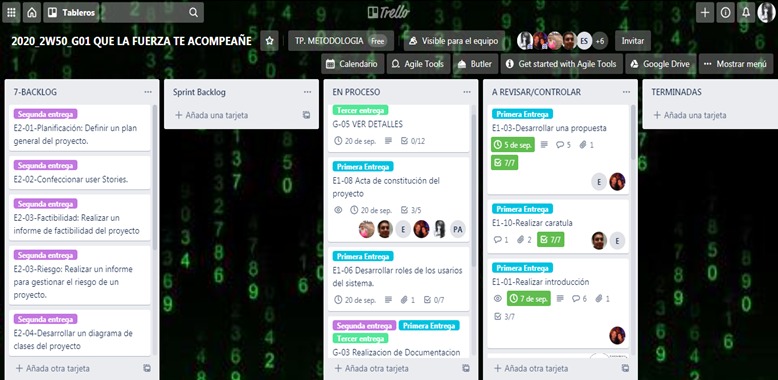 Tableros
Trello
2020_2W50_G01 QUE LA FUERZA TE ACOMPEAÑE
TP. METODOLOGIA Free
Visible para el equipo
ES
+6
Invitar
Calendario
Agile Tools
Butler
Get started with Agile Tools
Google Drive
Mostrar menú
7-BACKLOG
Segunda entrega
E2-01-Planificación: Definir un plan
general del proyecto.
Segunda entrega
E2-02-Confeccionar user Stories.
Segunda entrega
E2-03-Factibilidad: Realizar un
informe de factibilidad del proyecto
Segunda entrega
E2-03-Riesgo: Realizar un informe
para gestionar el riesgo de un
proyecto.
Segunda entrega
E2-04-Desarrollar un diagrama de
clases del proyecto
+ Añada otra tarjeta
Sprint Backlog
+ Añada una tarjeta
EN PROCESO
Tercer entrega
G-05 VER DETALLES
20 de sep. 0/12
Primera Entrega
E1-08 Acta de constitución del
proyecto
20 de sep. 3/5
E
PA
Primera Entrega
E1-06 Desarrollar roles de los usarios
del sistema.
20 de sep. 1 0/7
Segunda entrega Primera Entrega
Tercer entrega
G-03 Realizacion de Documentacion
+ Añada otra tarjeta
A REVISAR/CONTROLAR
Primera Entrega
E1-03-Desarrollar una propuesta
5 de sep. 5 1
7/7
E
Primera Entrega
E1-10-Realizar caratula
1 2 7/7
E
Primera Entrega
E1-01-Realizar introducción
7 de sep. 6 1
3/7
+ Añada otra tarjeta
TERMINADAS
+ Añada una tarjeta